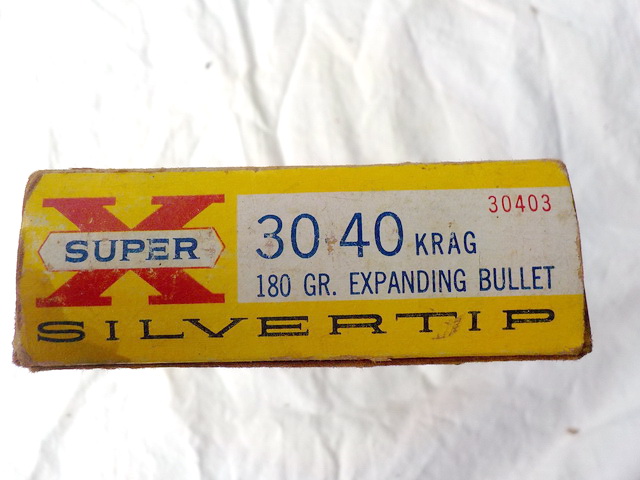 X
SUPER
30403
30 40 KRAG
180 GR. EXPANDING BULLET
SILVERTIP